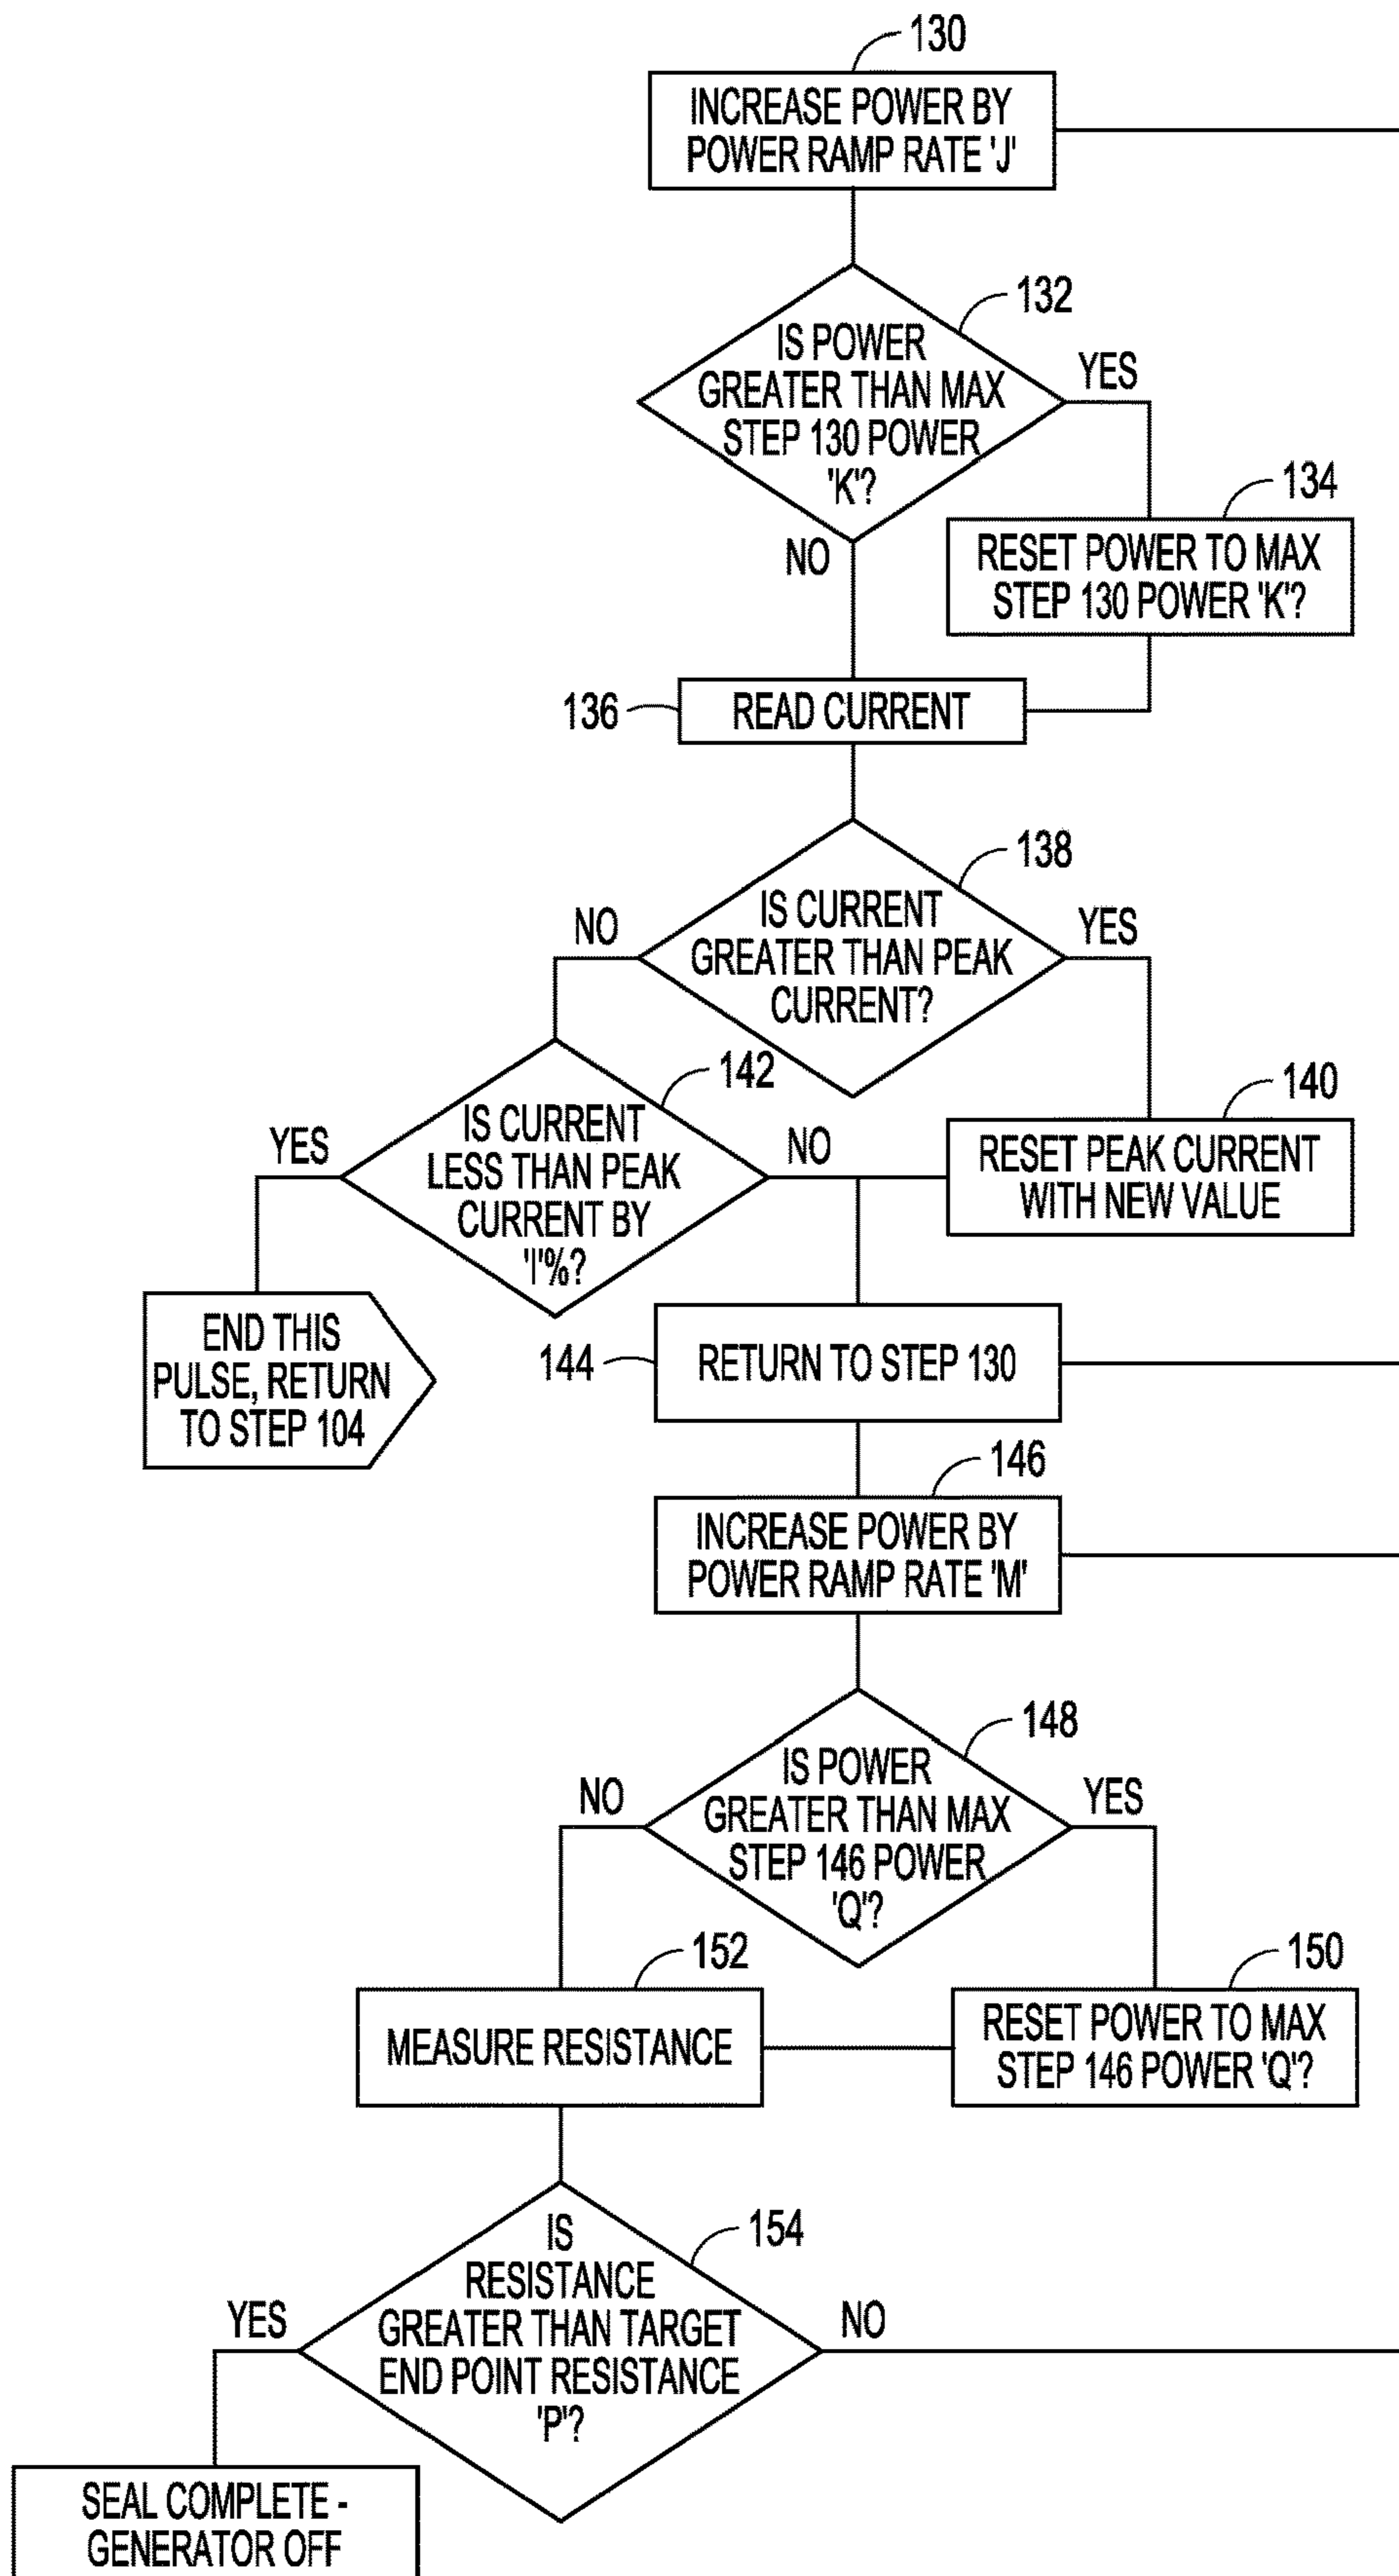 130
INCREASE POWER BY
POWER RAMP RATE 'J'
132
IS POWER
GREATER THAN MAX
STEP 130 POWER
'K'?
YES
NO
134
RESET POWER TO MAX
STEP 130 POWER 'K'?
136
READ CURRENT
138
IS CURRENT
GREATER THAN PEAK
CURRENT?
NO
YES
142
IS CURRENT
LESS THAN PEAK
CURRENT BY
'I'%?
YES
NO
140
RESET PEAK CURRENT
WITH NEW VALUE
END THIS
PULSE, RETURN
TO STEP 104
144
RETURN TO STEP 130
146
INCREASE POWER BY
POWER RAMP RATE 'M'
148
IS POWER
GREATER THAN MAX
STEP 146 POWER
'Q'?
NO
YES
152
MEASURE RESISTANCE
150
RESET POWER TO MAX
STEP 146 POWER 'Q'?
154
IS
RESISTANCE
GREATER THAN TARGET
END POINT RESISTANCE
'P'?
YES
NO
SEAL COMPLETE -
GENERATOR OFF